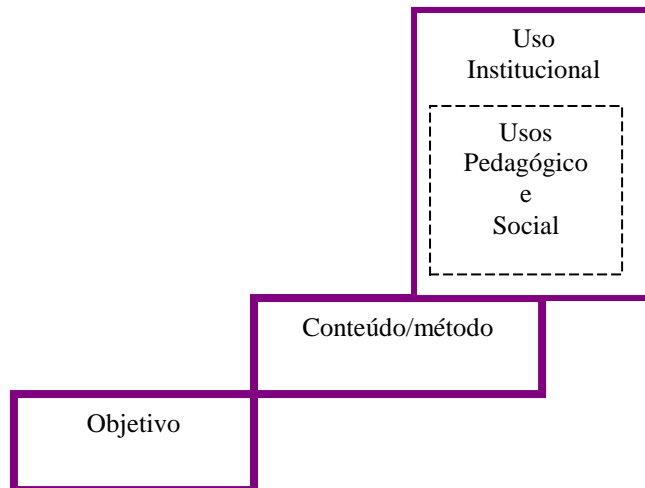 Uso
Institucional
Usos
Pedagógico
e
Social
Conteúdo/método
Objetivo